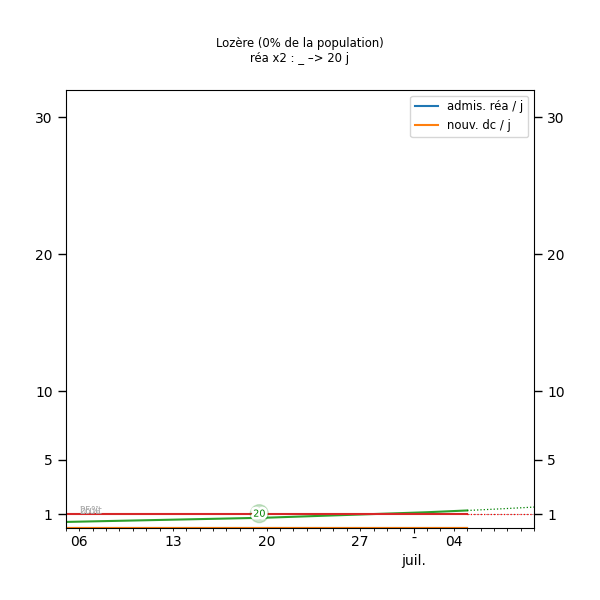 Lozère (0% de la population)
réa x2 : _ –> 20 j
admis. réa / j
nouv. dc / j
30 30
20 20
10 10
5 5
20
1 1
06 13 20 27 - 04
juil.